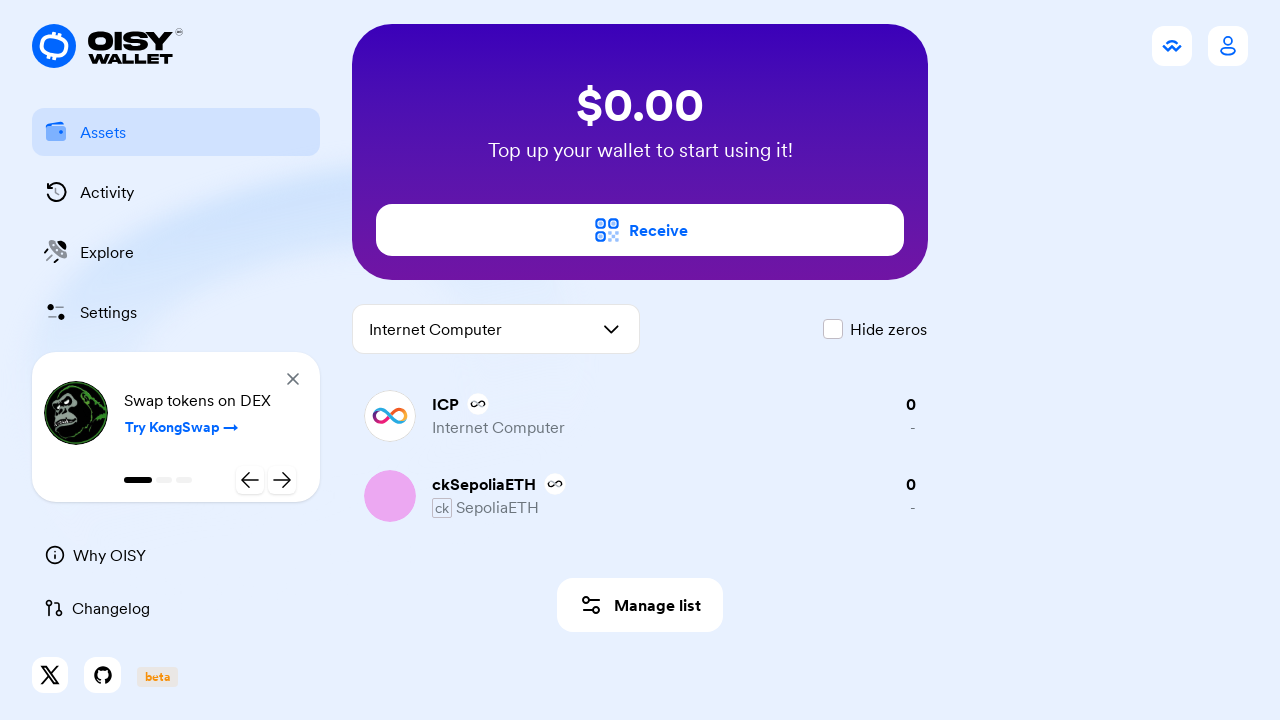 OISY
WALLET
Assets
Activity
Explore
Settings
Swap tokens on DEX
Try KongSwap →
Why OISY
Changelog
beta
$0.00
Top up your wallet to start using it!
Receive
Internet Computer
Hide zeros
ICP
0
Internet Computer
-
ckSepoliaETH
0
ck SepoliaETH
-
Manage list